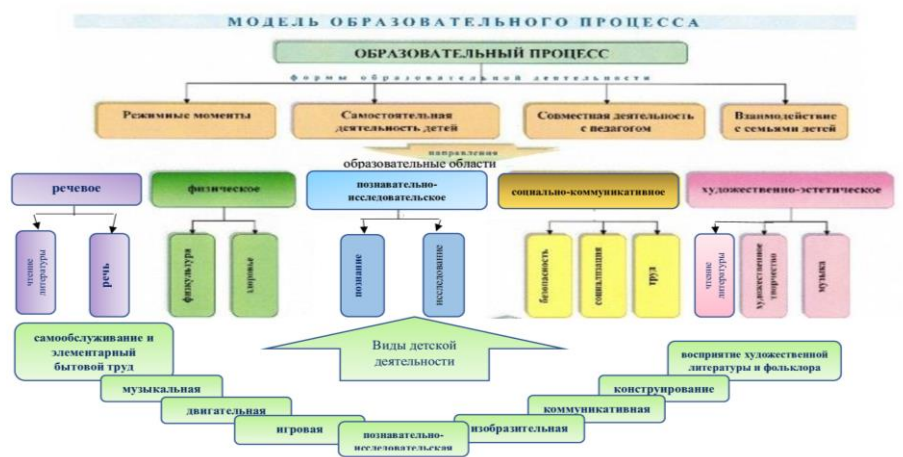 МОДЕЛЬ ОБРАЗОВАТЕЛЬНОГО ПРОЦЕССА
ОБРАЗОВАТЕЛЬНЫЙ ПРОЦЕСС
формы образовательной деятельности
Режимные моменты
Самостоятельная
деятельность детей
Совместная деятельность
с педагогом
Взаимодействие
с семьями детей
направления
образовательные области
речевое
физическое
познавательно-
исследовательское
социально-коммуникативное
художественно-эстетическое
чтение
литературы
речь
физкультура
здоровье
познание
исследование
безопасность
социализация
труд
чтение
литературы
художественное
творчество
музыка
Виды детской
деятельности
самообслуживание и
элементарный
бытовой труд
музыкальная
двигательная
игровая
познавательно-
исследовательская
изобразительная
коммуникативная
конструирование
восприятие художественной
литературы и фольклора